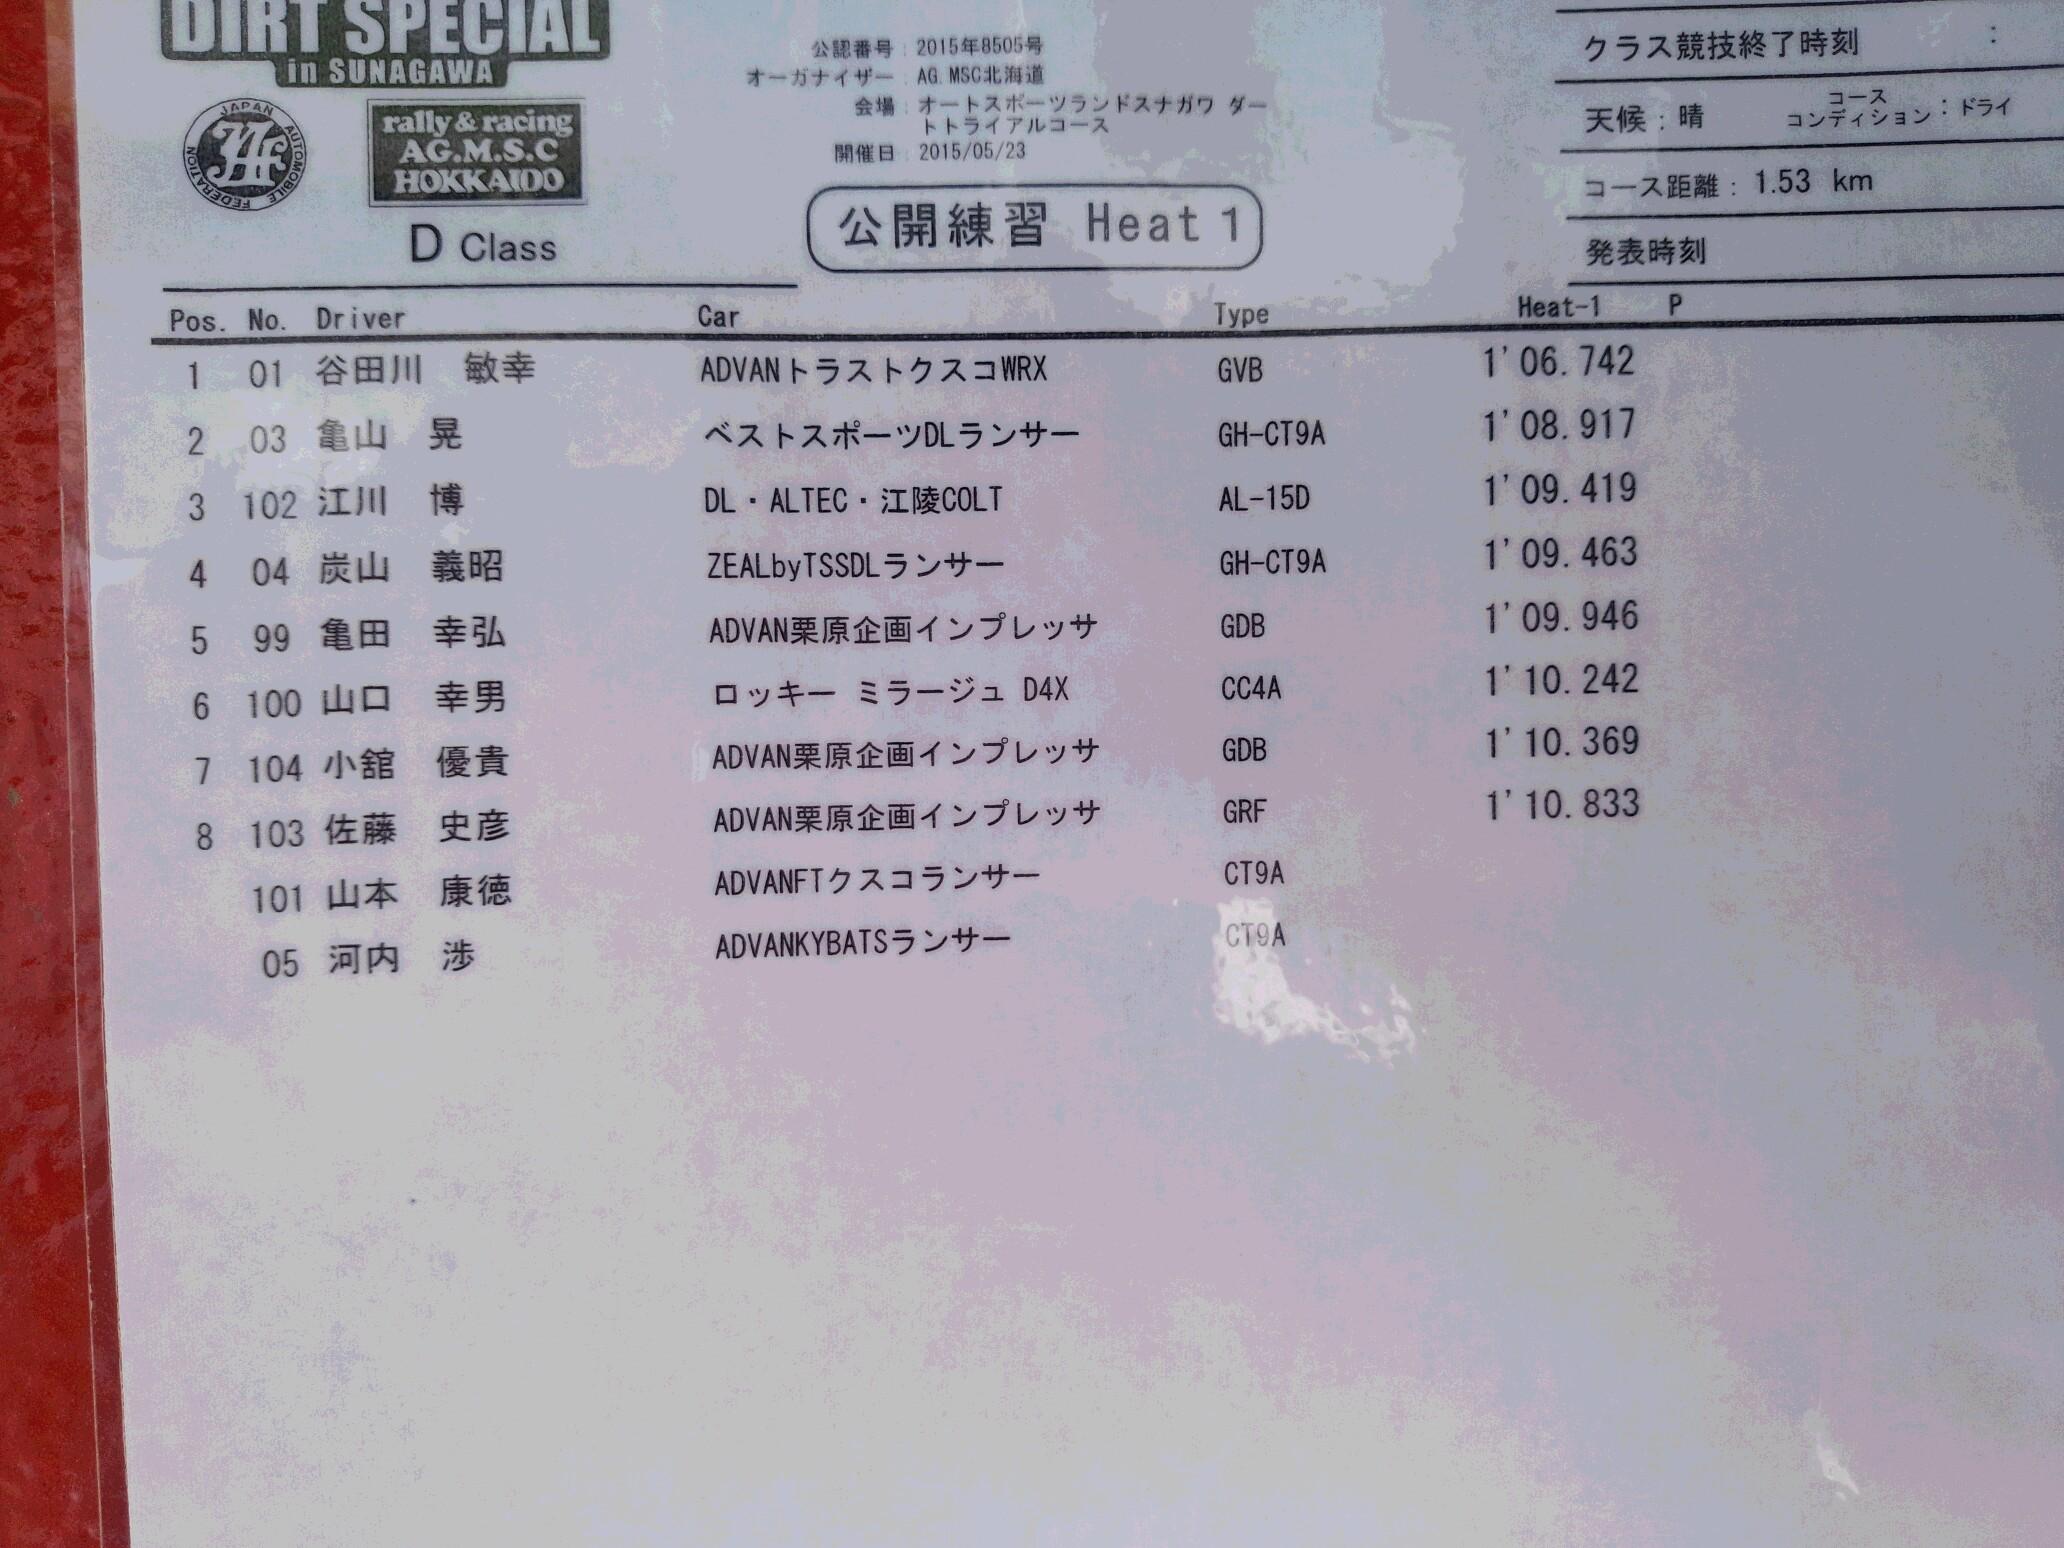 DIRT SPECIAL
in SUNAGAWA
JAPAN AUTOMOBILE FEDERATION
JAF
rally & racing
AG.M.S.C
HOKKAIDO
D Class
公認番号 : 2015年8505号
オーガナイザー : AG.MSC北海道
会場 : オートスポーツランドスナガワ ダー
トトライアルコース
開催日 : 2015/05/23
公開練習 Heat 1
クラス競技終了時刻 :
天候 : 晴 コース
コンディション : ドライ
コース距離 : 1.53 km
発表時刻
Pos. No. Driver Car Type Heat-1 P
1 01 谷田川 敏幸 ADVANトラストクスコWRX GVB 1'06.742
2 03 亀山 晃 ベストスポーツDLランサー GH-CT9A 1'08.917
3 102 江川 博 DL・ALTEC・江陵COLT AL-15D 1'09.419
4 04 炭山 義昭 ZEALbyTSSDLランサー GH-CT9A 1'09.463
5 99 亀田 幸弘 ADVAN栗原企画インプレッサ GDB 1'09.946
6 100 山口 幸男 ロッキー ミラージュ D4X CC4A 1'10.242
7 104 小舘 優貴 ADVAN栗原企画インプレッサ GDB 1'10.369
8 103 佐藤 史彦 ADVAN栗原企画インプレッサ GRF 1'10.833
101 山本 康徳 ADVANFTクスコランサー CT9A
05 河内 渉 ADVANKYBATSランサー CT9A